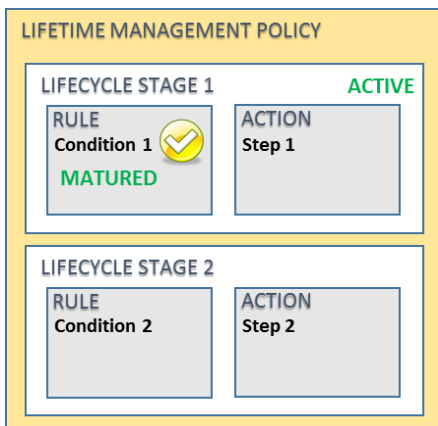 LIFETIME MANAGEMENT POLICY
LIFECYCLE STAGE 1
ACTIVE
RULE
Condition 1
MATURED
ACTION
Step 1
LIFECYCLE STAGE 2
RULE
Condition 2
ACTION
Step 2